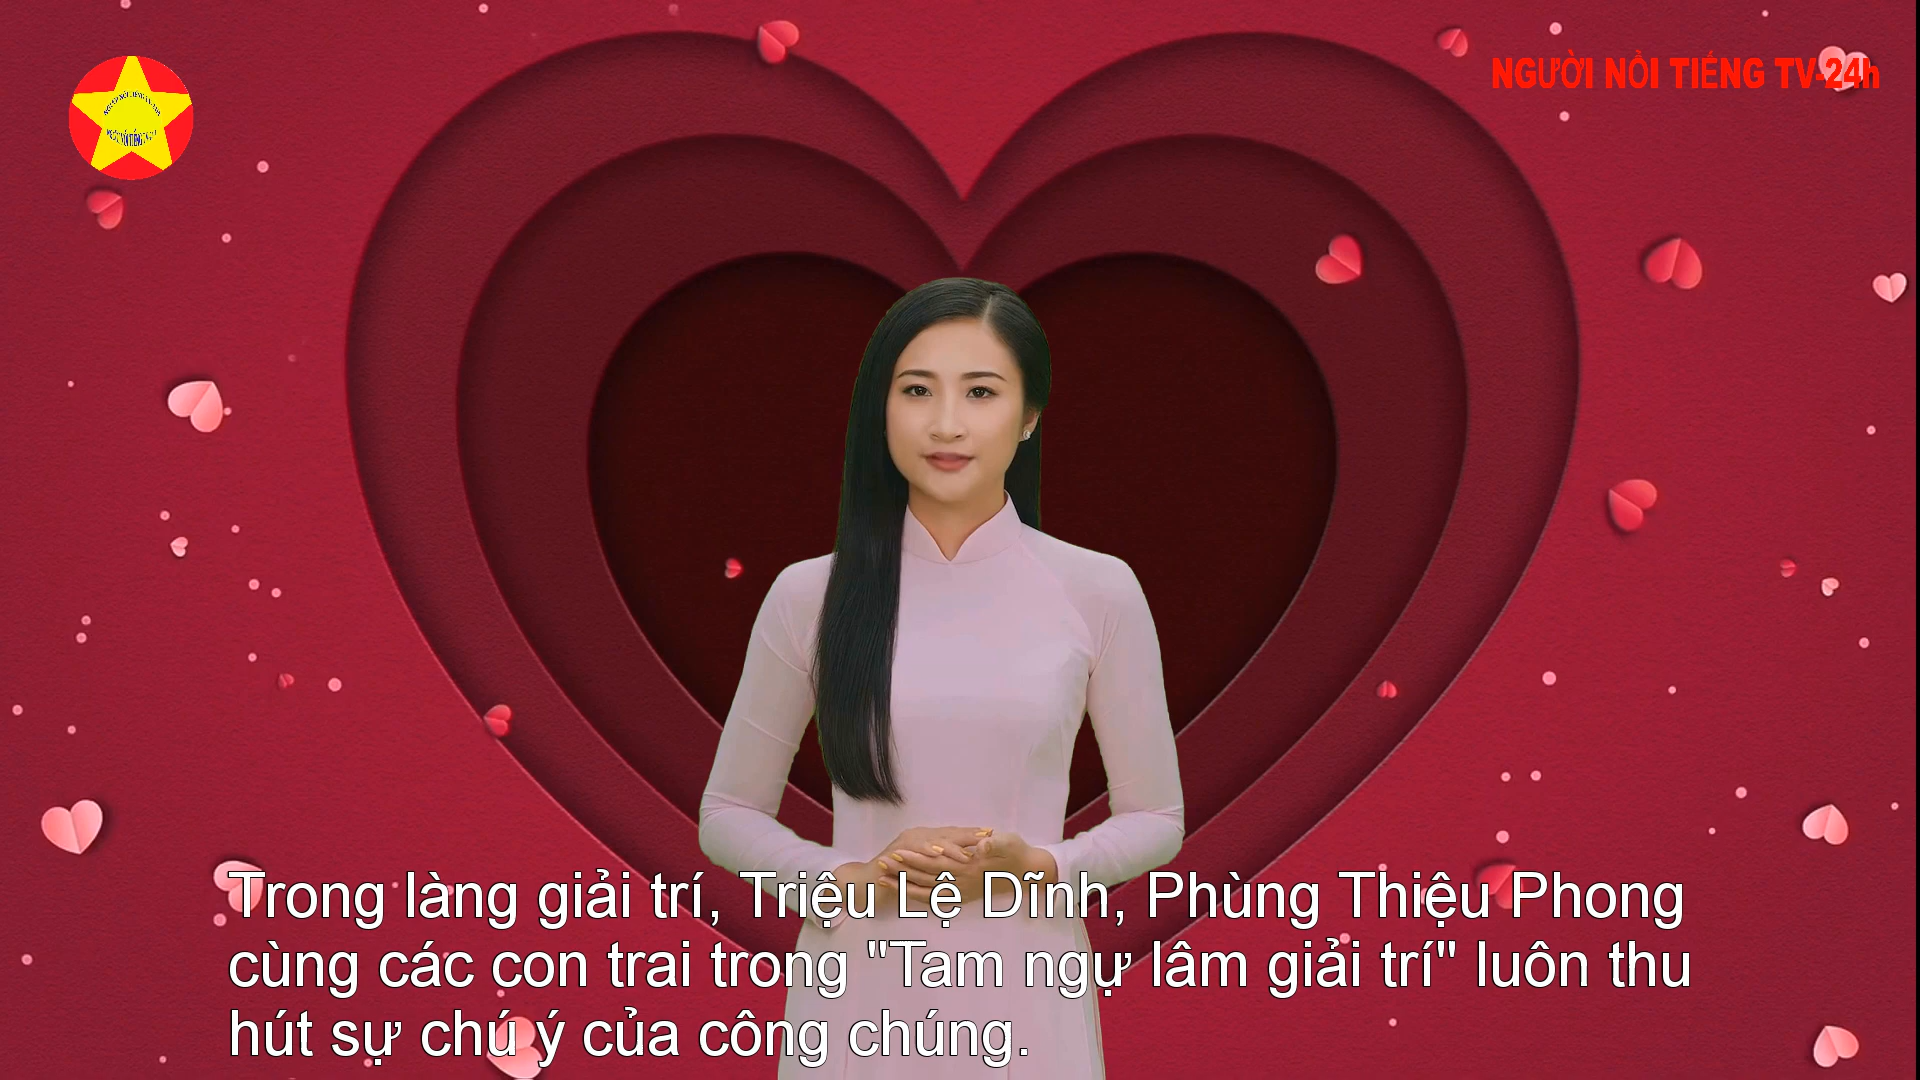 NGƯỜI NỔI TIẾNG TV-24h
Trong làng giải trí, Triệu Lệ Dĩnh, Phùng Thiệu Phong
cùng các con trai trong "Tam ngự lâm giải trí" luôn thu
hút sự chú ý của công chúng.